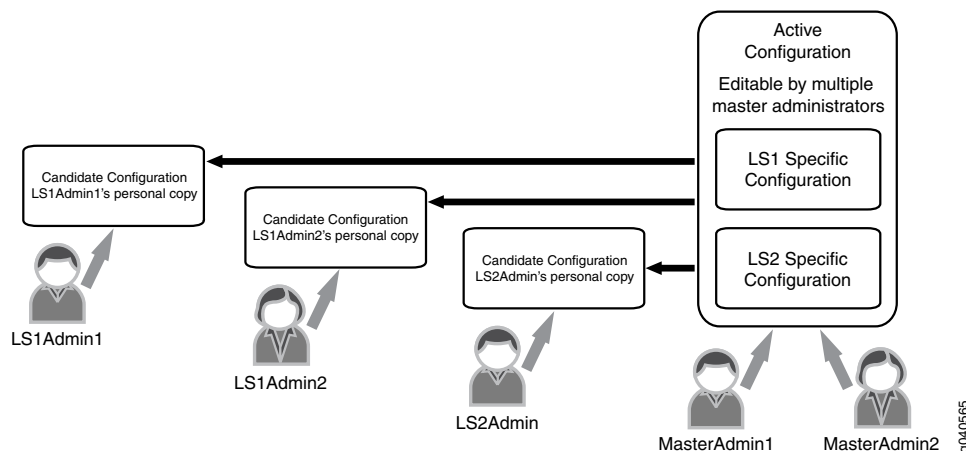 Active
Configuration
Editable by multiple
master administrators
LS1 Specific
Configuration
LS2 Specific
Configuration
Candidate Configuration
LS1Admin1's personal copy
Candidate Configuration
LS1Admin2's personal copy
Candidate Configuration
LS2Admin's personal copy
LS1Admin1
LS1Admin2
LS2Admin
MasterAdmin1
MasterAdmin2
g040565